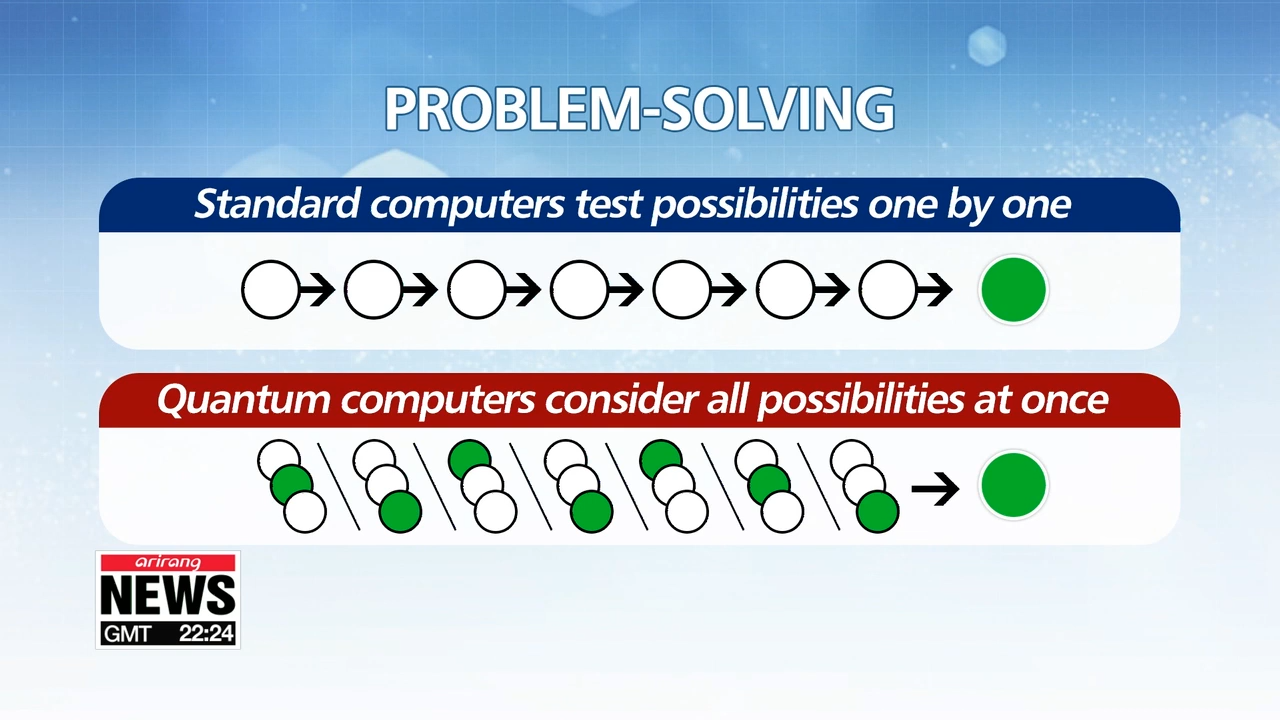 PROBLEM-SOLVING
Standard computers test possibilities one by one
Quantum computers consider all possibilities at once
arirang
NEWS
GMT 22:24